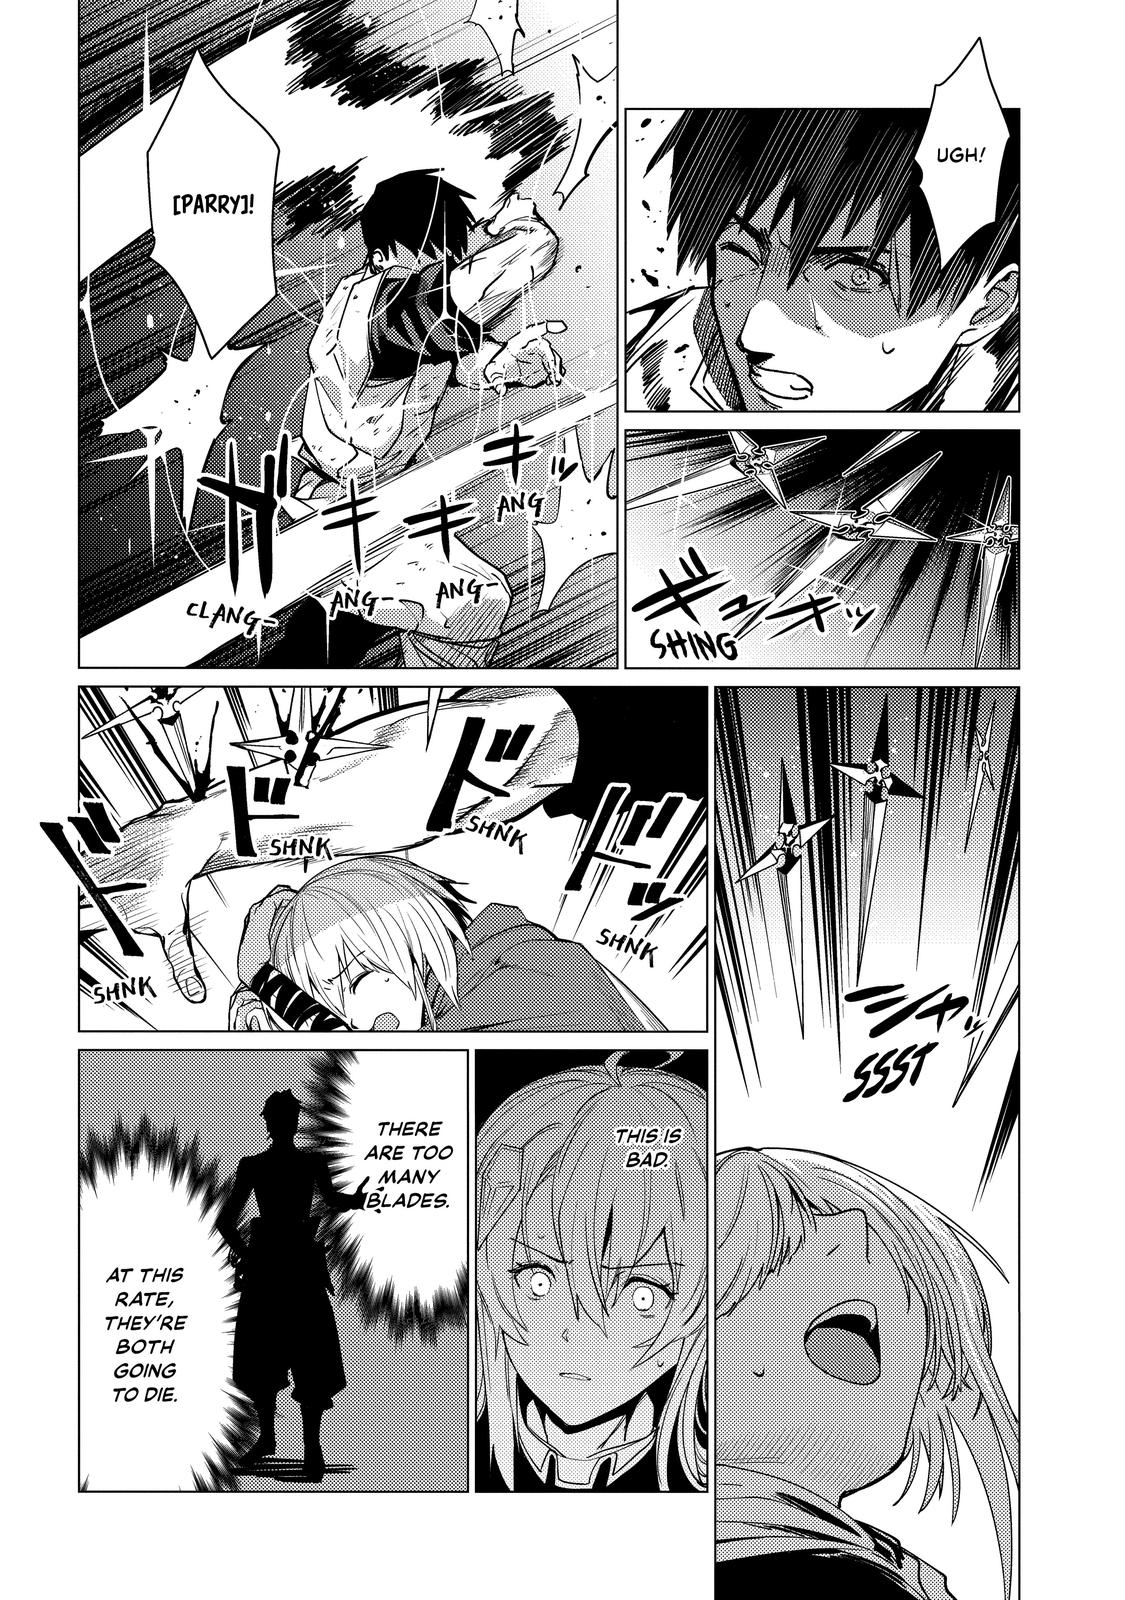 UGH!
[PARRY]!
ギュキッ
SHING
ガキキキッ
CLANG-
ANG-
ANG-
ANG
シャッ
SSST
ドドドド!!
SHNK
SHNK
SHNK
SHNK
THIS IS
BAD.
THERE
ARE TOO
MANY
BLADES.
AT THIS
RATE,
THEY'RE
BOTH
GOING
TO DIE.